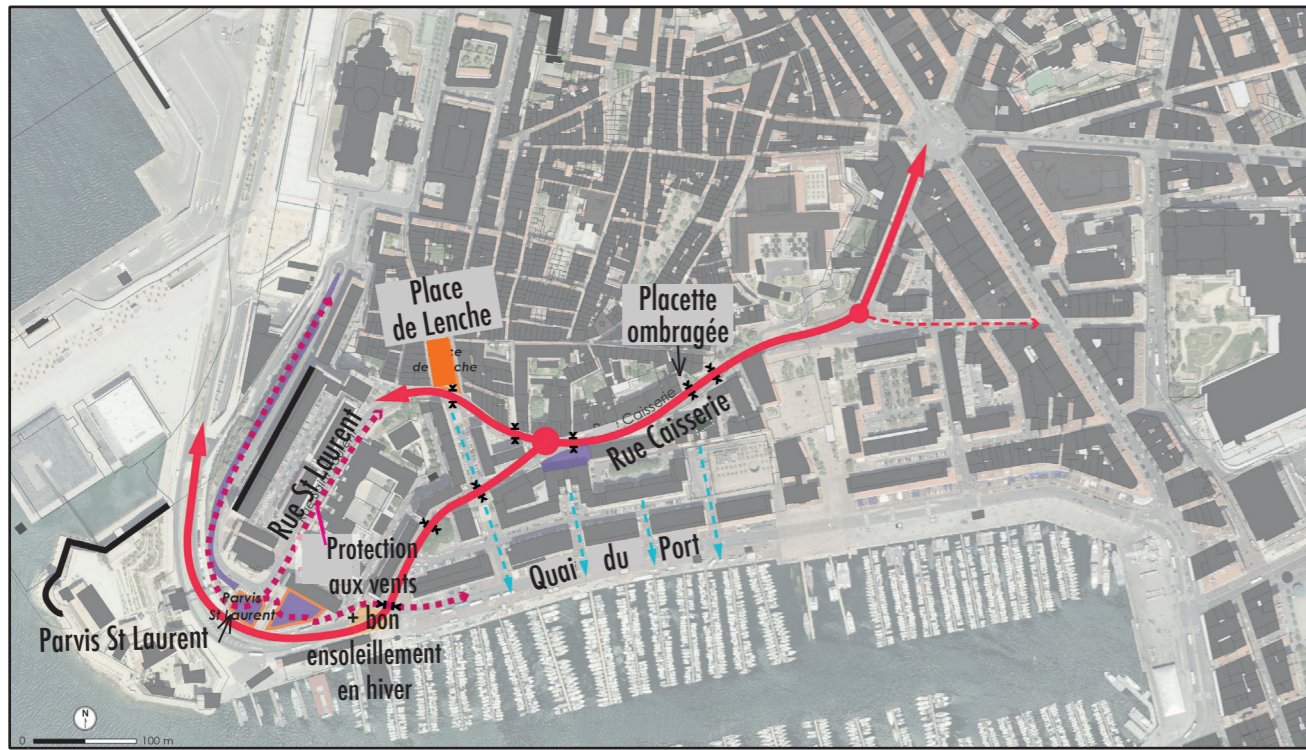 Place
de Lenche
Placette
ombragée
Caisserie
Rue Caisserie
Rue St Laurent
Protection
aux vents
+ bon
ensoleillement
en hiver
Quai du Port
Parvis
St Laurent
Parvis St Laurent
N
0 100 m